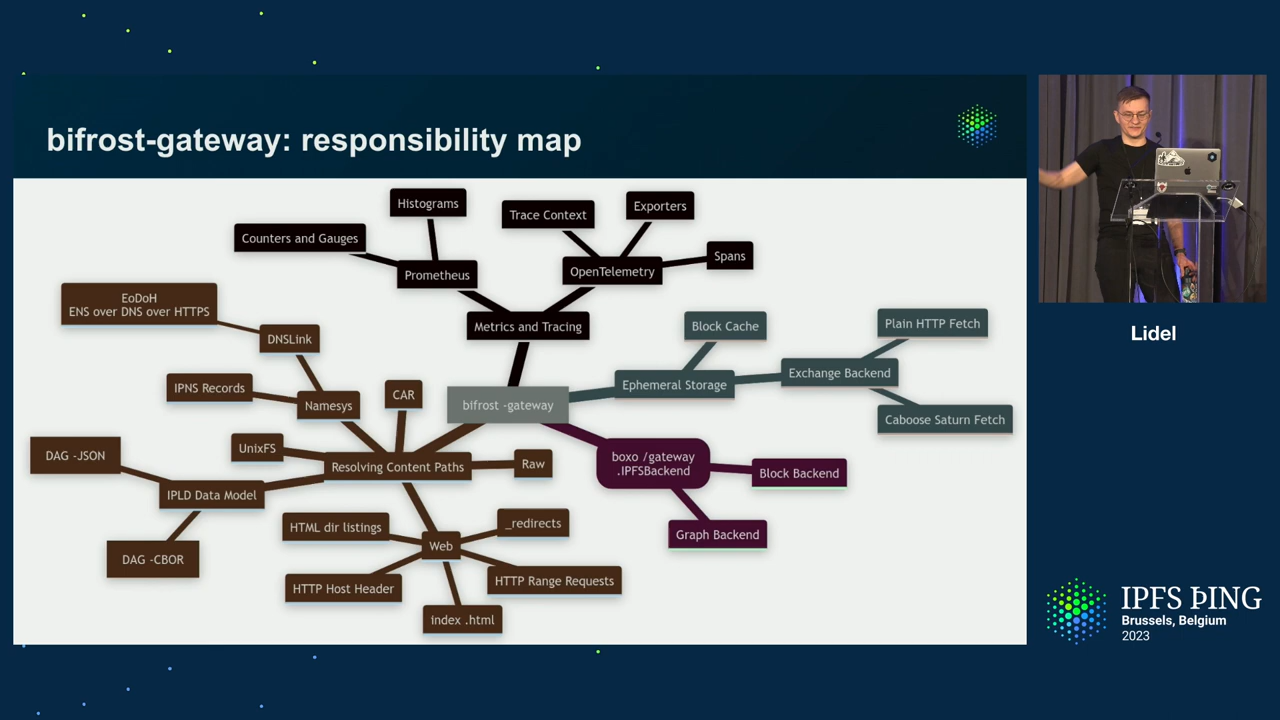 bifrost-gateway: responsibility map
Histograms
Trace Context
Exporters
Counters and Gauges
Prometheus
OpenTelemetry
Spans
EoDoH
ENS over DNS over HTTPS
DNSLink
Metrics and Tracing
Block Cache
Plain HTTP Fetch
IPNS Records
Namesys
CAR
bifrost -gateway
Ephemeral Storage
Exchange Backend
Caboose Saturn Fetch
DAG -JSON
UnixFS
Resolving Content Paths
Raw
boxo /gateway
.IPFSBackend
Block Backend
IPLD Data Model
HTML dir listings
_redirects
Graph Backend
DAG -CBOR
Web
HTTP Host Header
HTTP Range Requests
index .html
Lidel
IPFS ÞING
Brussels, Belgium
2023